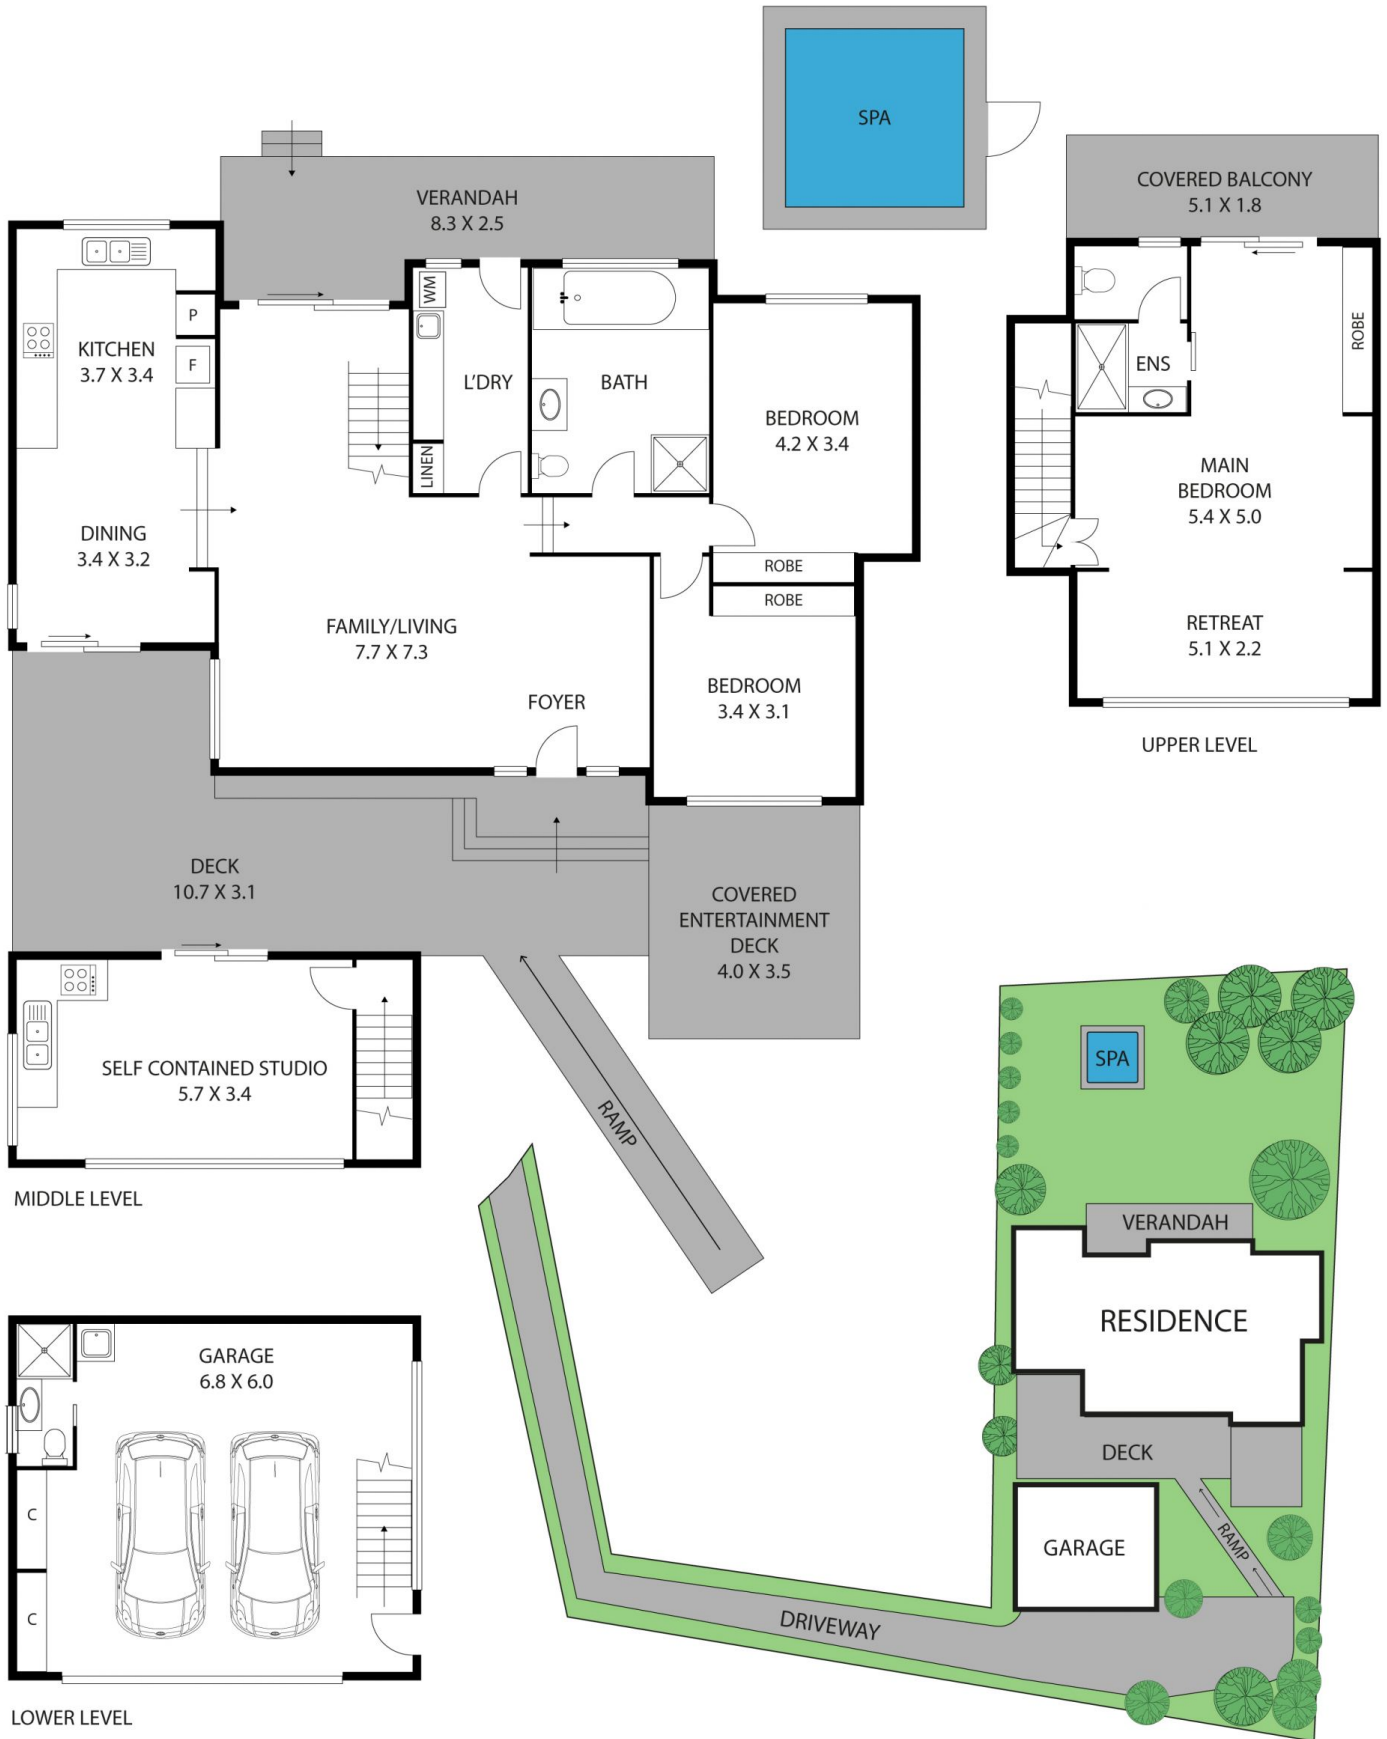 SPA
VERANDAH
8.3 X 2.5
COVERED BALCONY
5.1 X 1.8
WM
P
KITCHEN
3.7 X 3.4
F
L'DRY
BATH
LINEN
BEDROOM
4.2 X 3.4
ENS
ROBE
MAIN
BEDROOM
5.4 X 5.0
DINING
3.4 X 3.2
ROBE
ROBE
FAMILY/LIVING
7.7 X 7.3
RETREAT
5.1 X 2.2
FOYER
BEDROOM
3.4 X 3.1
UPPER LEVEL
DECK
10.7 X 3.1
COVERED
ENTERTAINMENT
DECK
4.0 X 3.5
SELF CONTAINED STUDIO
5.7 X 3.4
RAMP
MIDDLE LEVEL
SPA
VERANDAH
RESIDENCE
DECK
RAMP
GARAGE
DRIVEWAY
GARAGE
6.8 X 6.0
C
C
LOWER LEVEL